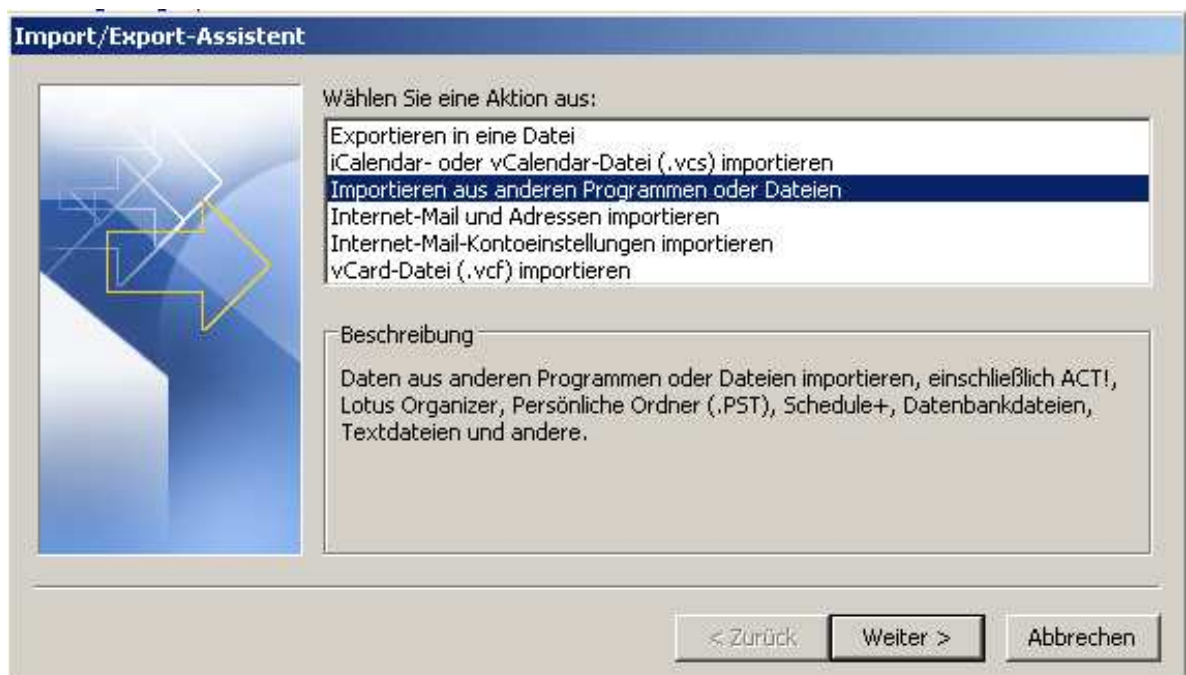 Import/Export-Assistent
Wählen Sie eine Aktion aus:
Exportieren in eine Datei
iCalendar- oder vCalendar-Datei (.vcs) importieren
Importieren aus anderen Programmen oder Dateien
Internet-Mail und Adressen importieren
Internet-Mail-Kontoeinstellungen importieren
vCard-Datei (.vcf) importieren
Beschreibung
Daten aus anderen Programmen oder Dateien importieren, einschließlich ACT!,
Lotus Organizer, Persönliche Ordner (.PST), Schedule+, Datenbankdateien,
Textdateien und andere.
< Zurück Weiter > Abbrechen